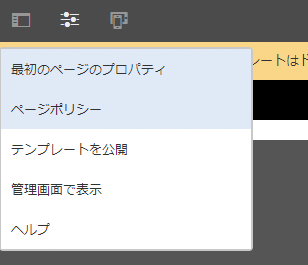 最初のページのプロパティ
ートはド
ページポリシー
テンプレートを公開
管理画面で表示
ヘルプ